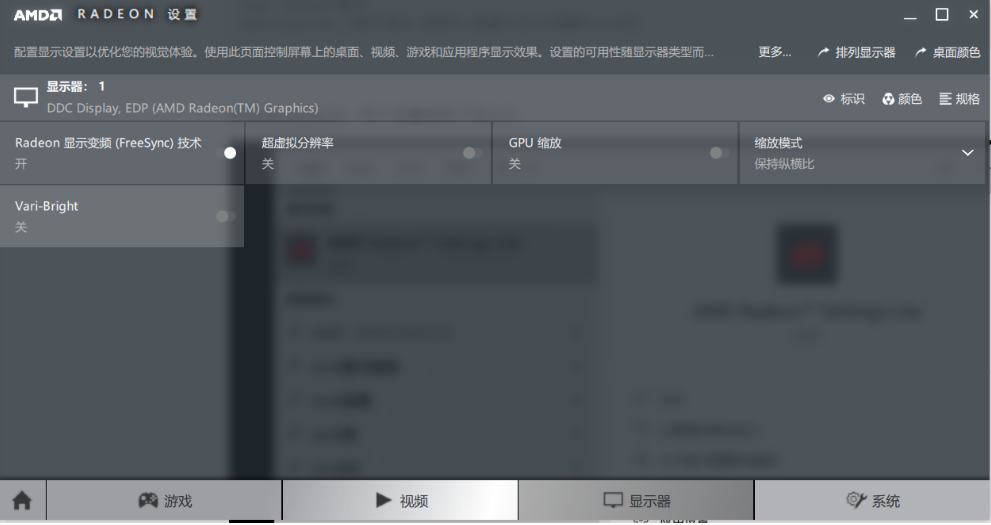 AMD RADEON 设置
配置显示设置以优化您的视觉体验。使用此页面控制屏幕上的桌面、视频、游戏和应用程序显示效果。设置的可用性随显示器类型而... 更多... 排列显示器 桌面颜色
显示器： 1
DDC Display, EDP (AMD Radeon(TM) Graphics)
标识 颜色 规格
Radeon 显示变频 (FreeSync) 技术
开
超虚拟分辨率
关
GPU 缩放
关
缩放模式
保持纵横比
Vari-Bright
关
游戏 视频 显示器 系统